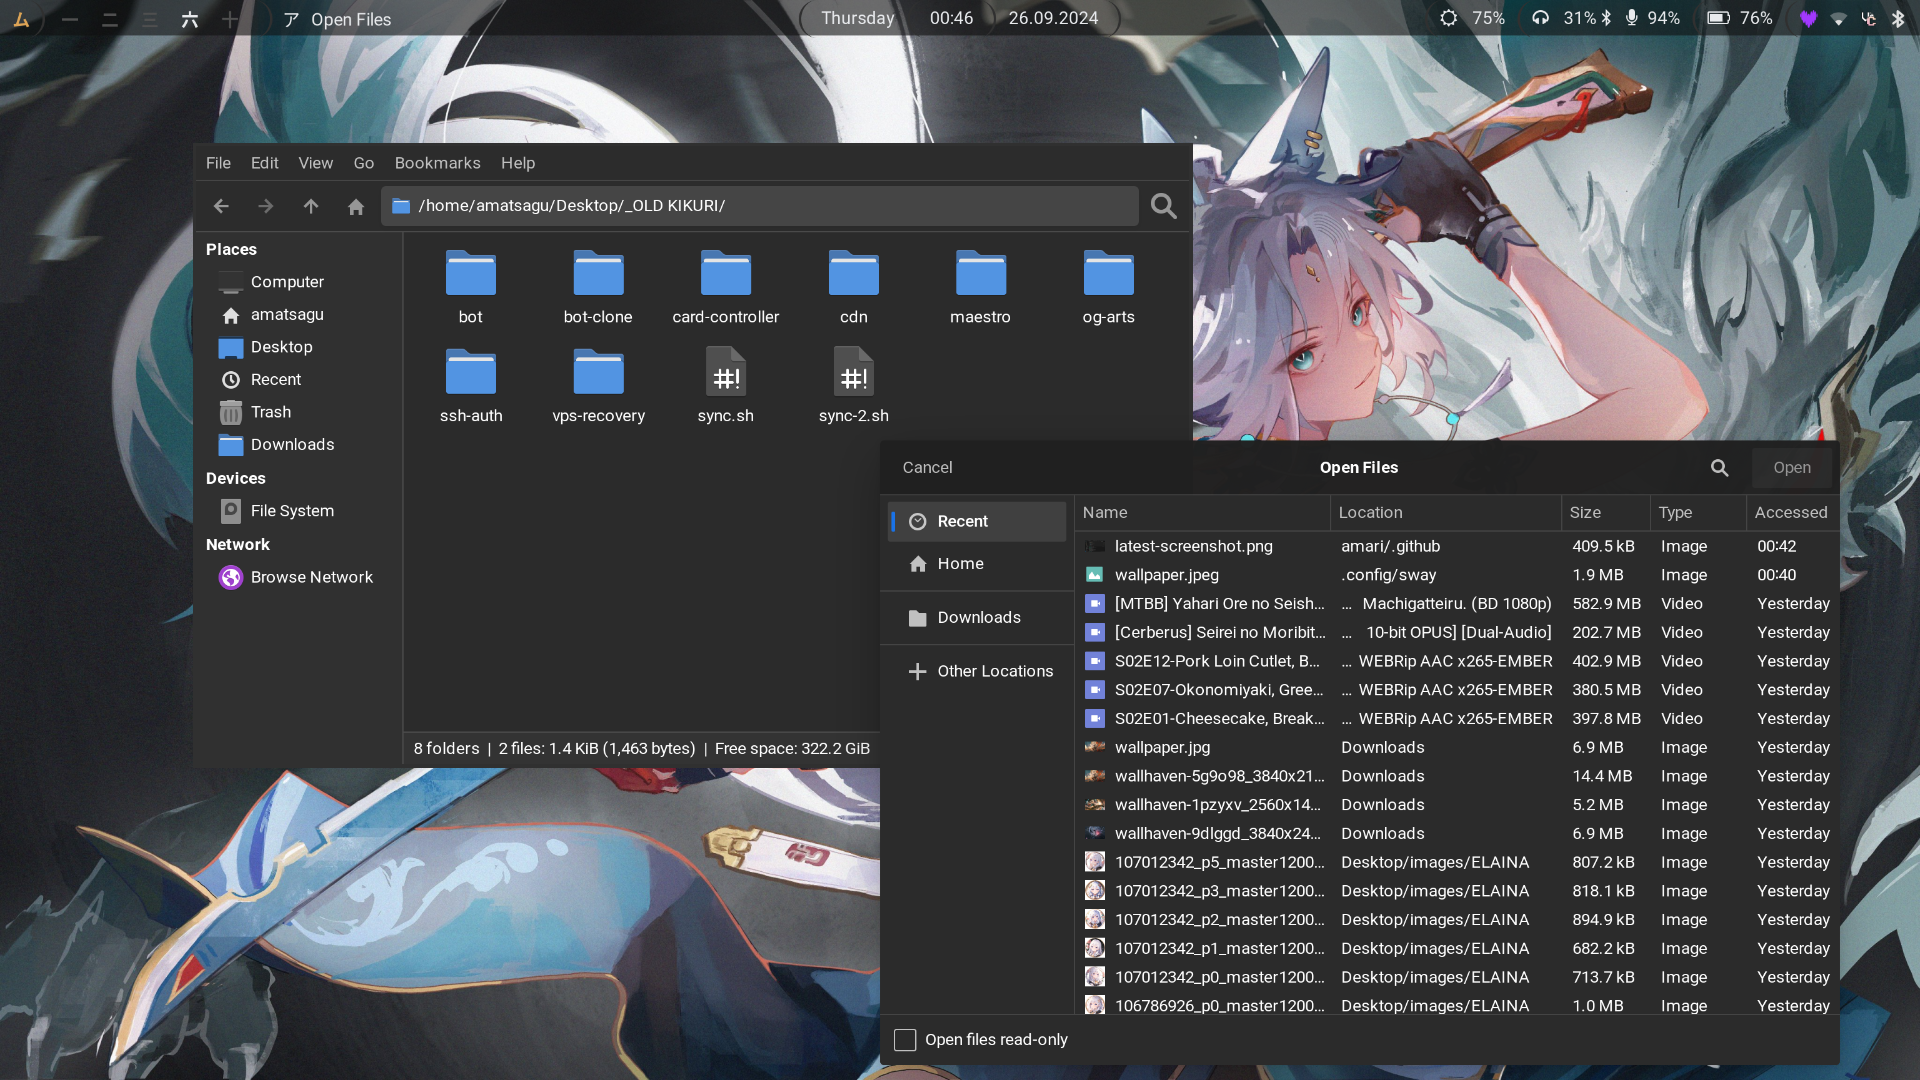 ム 一 二 三 六 十 ア Open Files
Thursday 00:46 26.09.2024
75% 31% 94% 76%
File Edit View Go Bookmarks Help
/home/amatsagu/Desktop/_OLD KIKURI/
Places
Computer
amatsagu
Desktop
Recent
Trash
Downloads
Devices
File System
Network
Browse Network
bot bot-clone card-controller cdn maestro og-arts
#! #!
ssh-auth vps-recovery sync.sh sync-2.sh
8 folders | 2 files: 1.4 KiB (1,463 bytes) | Free space: 322.2 GiB
Cancel Open Files Open
Recent
Home
Downloads
Other Locations
Name Location Size Type Accessed
latest-screenshot.png amari/.github 409.5 kB Image 00:42
wallpaper.jpeg .config/sway 1.9 MB Image 00:40
[MTBB] Yahari Ore no Seish... ... Machigatteiru. (BD 1080p) 582.9 MB Video Yesterday
[Cerberus] Seirei no Moribit... ... 10-bit OPUS] [Dual-Audio] 202.7 MB Video Yesterday
S02E12-Pork Loin Cutlet, B... ... WEBRip AAC x265-EMBER 402.9 MB Video Yesterday
S02E07-Okonomiyaki, Gree... ... WEBRip AAC x265-EMBER 380.5 MB Video Yesterday
S02E01-Cheesecake, Break... ... WEBRip AAC x265-EMBER 397.8 MB Video Yesterday
wallpaper.jpg Downloads 6.9 MB Image Yesterday
wallhaven-5g9o98_3840x21... Downloads 14.4 MB Image Yesterday
wallhaven-1pzyxv_2560x14... Downloads 5.2 MB Image Yesterday
wallhaven-9dlggd_3840x24... Downloads 6.9 MB Image Yesterday
107012342_p5_master1200... Desktop/images/ELAINA 807.2 kB Image Yesterday
107012342_p3_master1200... Desktop/images/ELAINA 818.1 kB Image Yesterday
107012342_p2_master1200... Desktop/images/ELAINA 894.9 kB Image Yesterday
107012342_p1_master1200... Desktop/images/ELAINA 682.2 kB Image Yesterday
107012342_p0_master1200... Desktop/images/ELAINA 713.7 kB Image Yesterday
106786926_p0_master1200... Desktop/images/ELAINA 1.0 MB Image Yesterday
Open files read-only